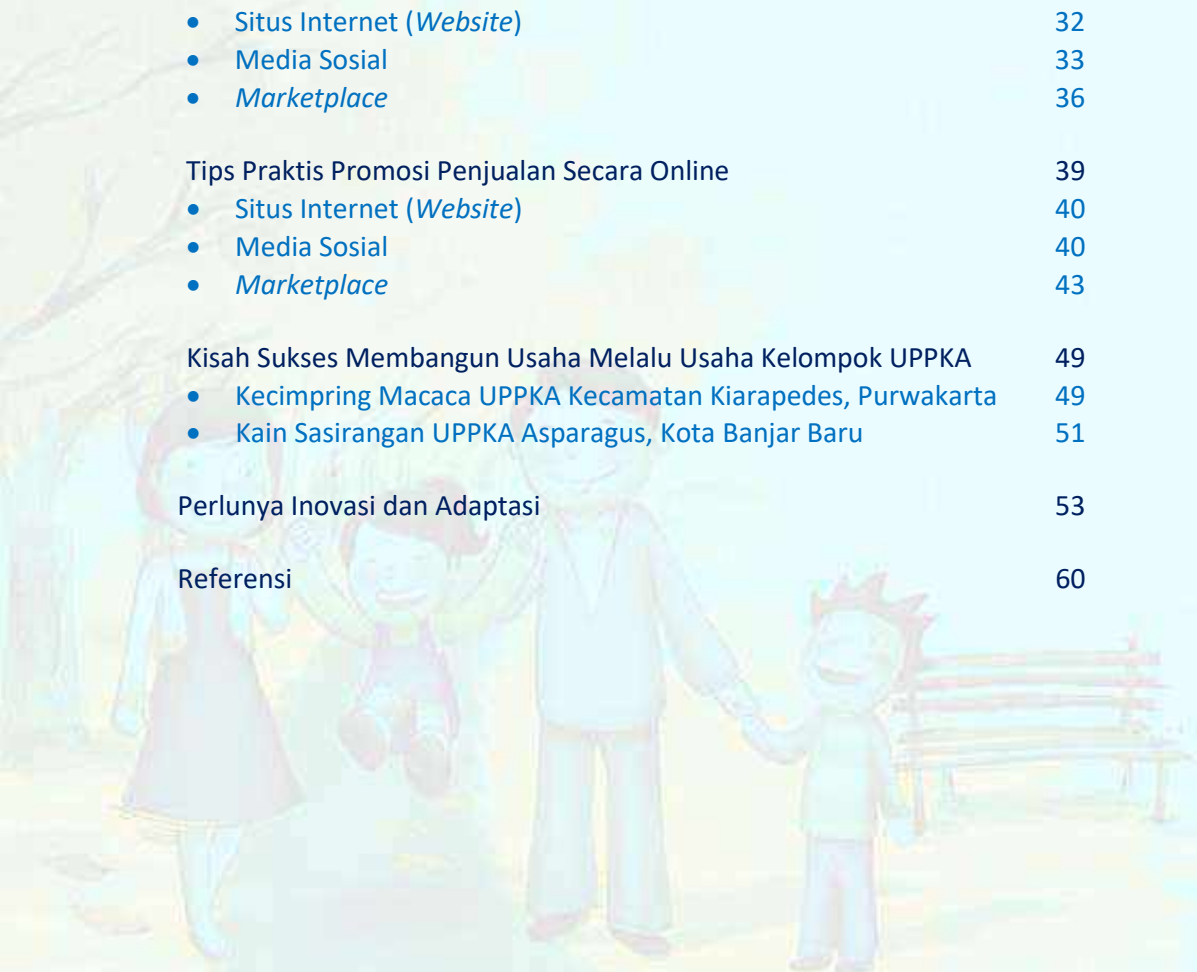 • Situs Internet (Website) 32
• Media Sosial 33
• Marketplace 36
Tips Praktis Promosi Penjualan Secara Online 39
• Situs Internet (Website) 40
• Media Sosial 40
• Marketplace 43
Kisah Sukses Membangun Usaha Melalu Usaha Kelompok UPPKA 49
• Kecimpring Macaca UPPKA Kecamatan Kiarapedes, Purwakarta 49
• Kain Sasirangan UPPKA Asparagus, Kota Banjar Baru 51
Perlunya Inovasi dan Adaptasi 53
Referensi 60